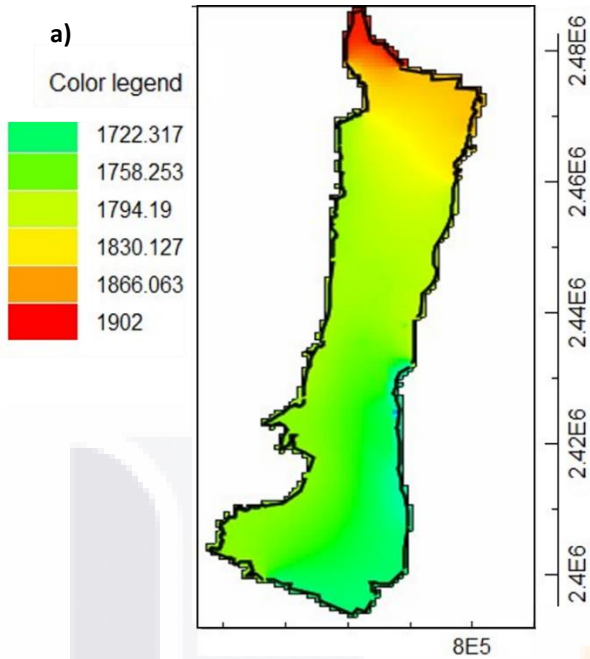 a)
Color legend
1722.317
1758.253
1794.19
1830.127
1866.063
1902
2.48E6
2.46E6
2.44E6
2.42E6
2.4E6
8E5